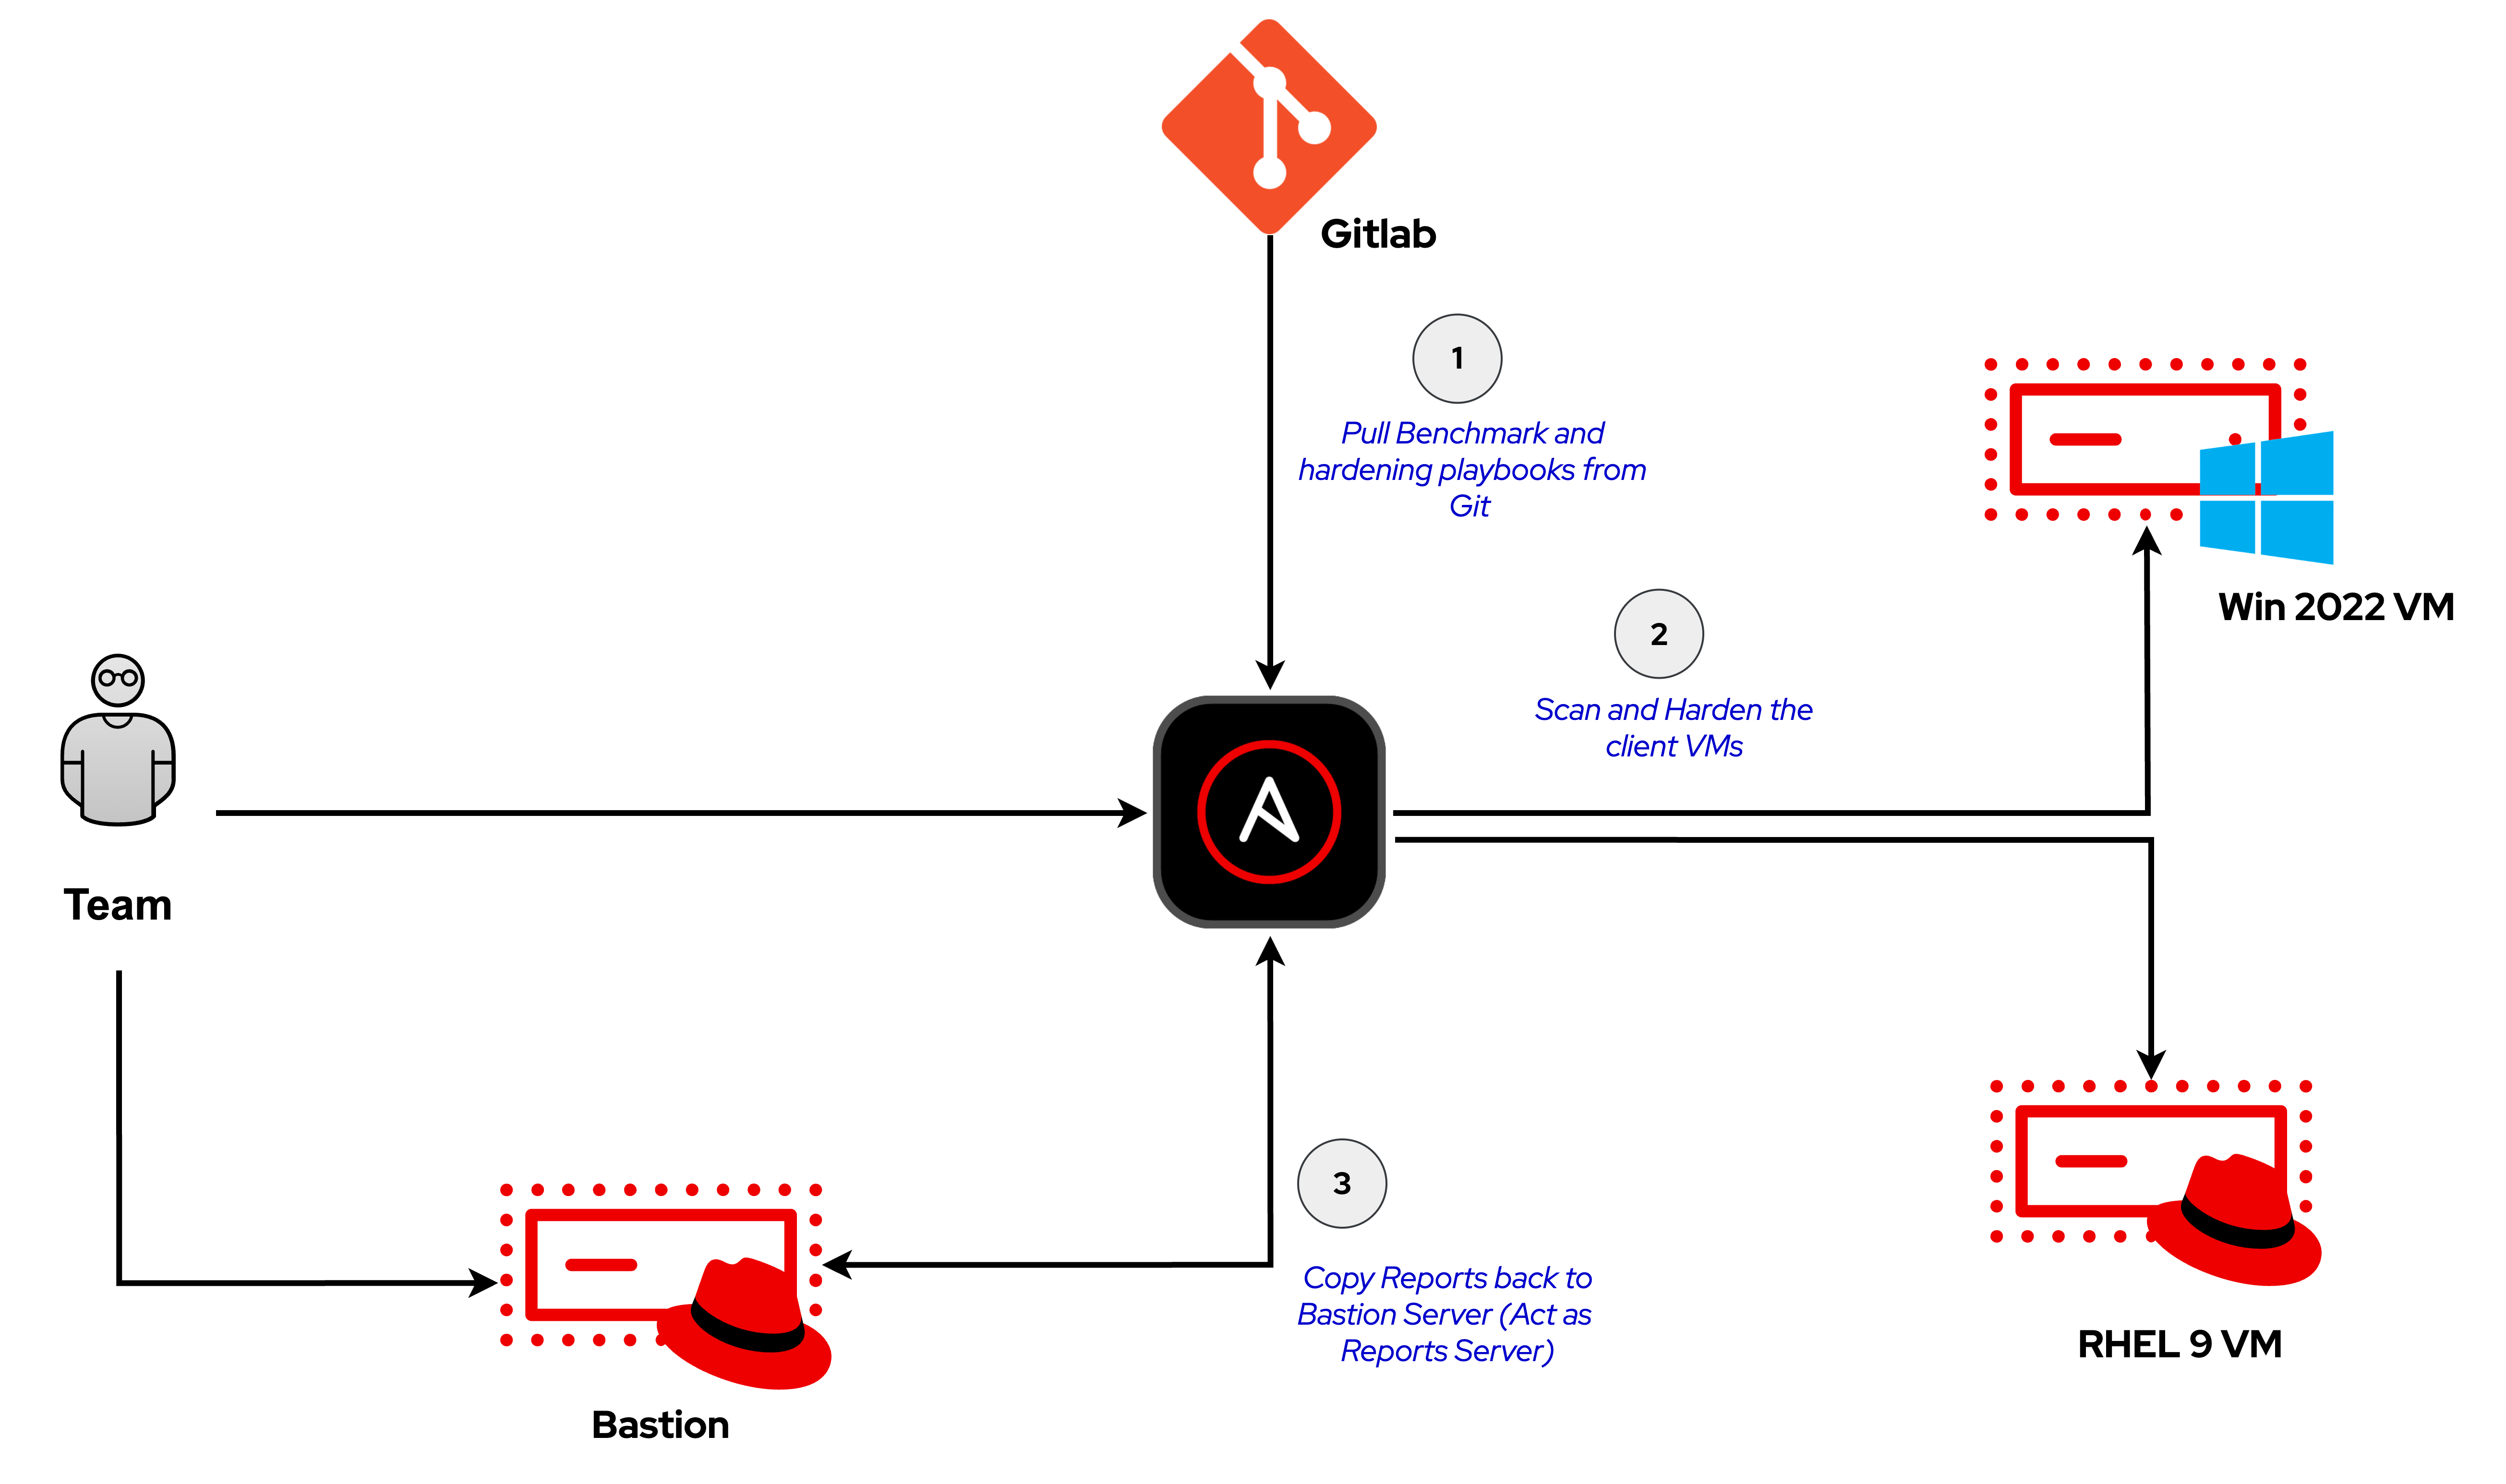 Gitlab
1
Pull Benchmark and
hardening playbooks from
Git
Win 2022 VM
2
Scan and Harden the
client VMs
Team
3
Copy Reports back to
Bastion Server (Act as
Reports Server)
RHEL 9 VM
Bastion